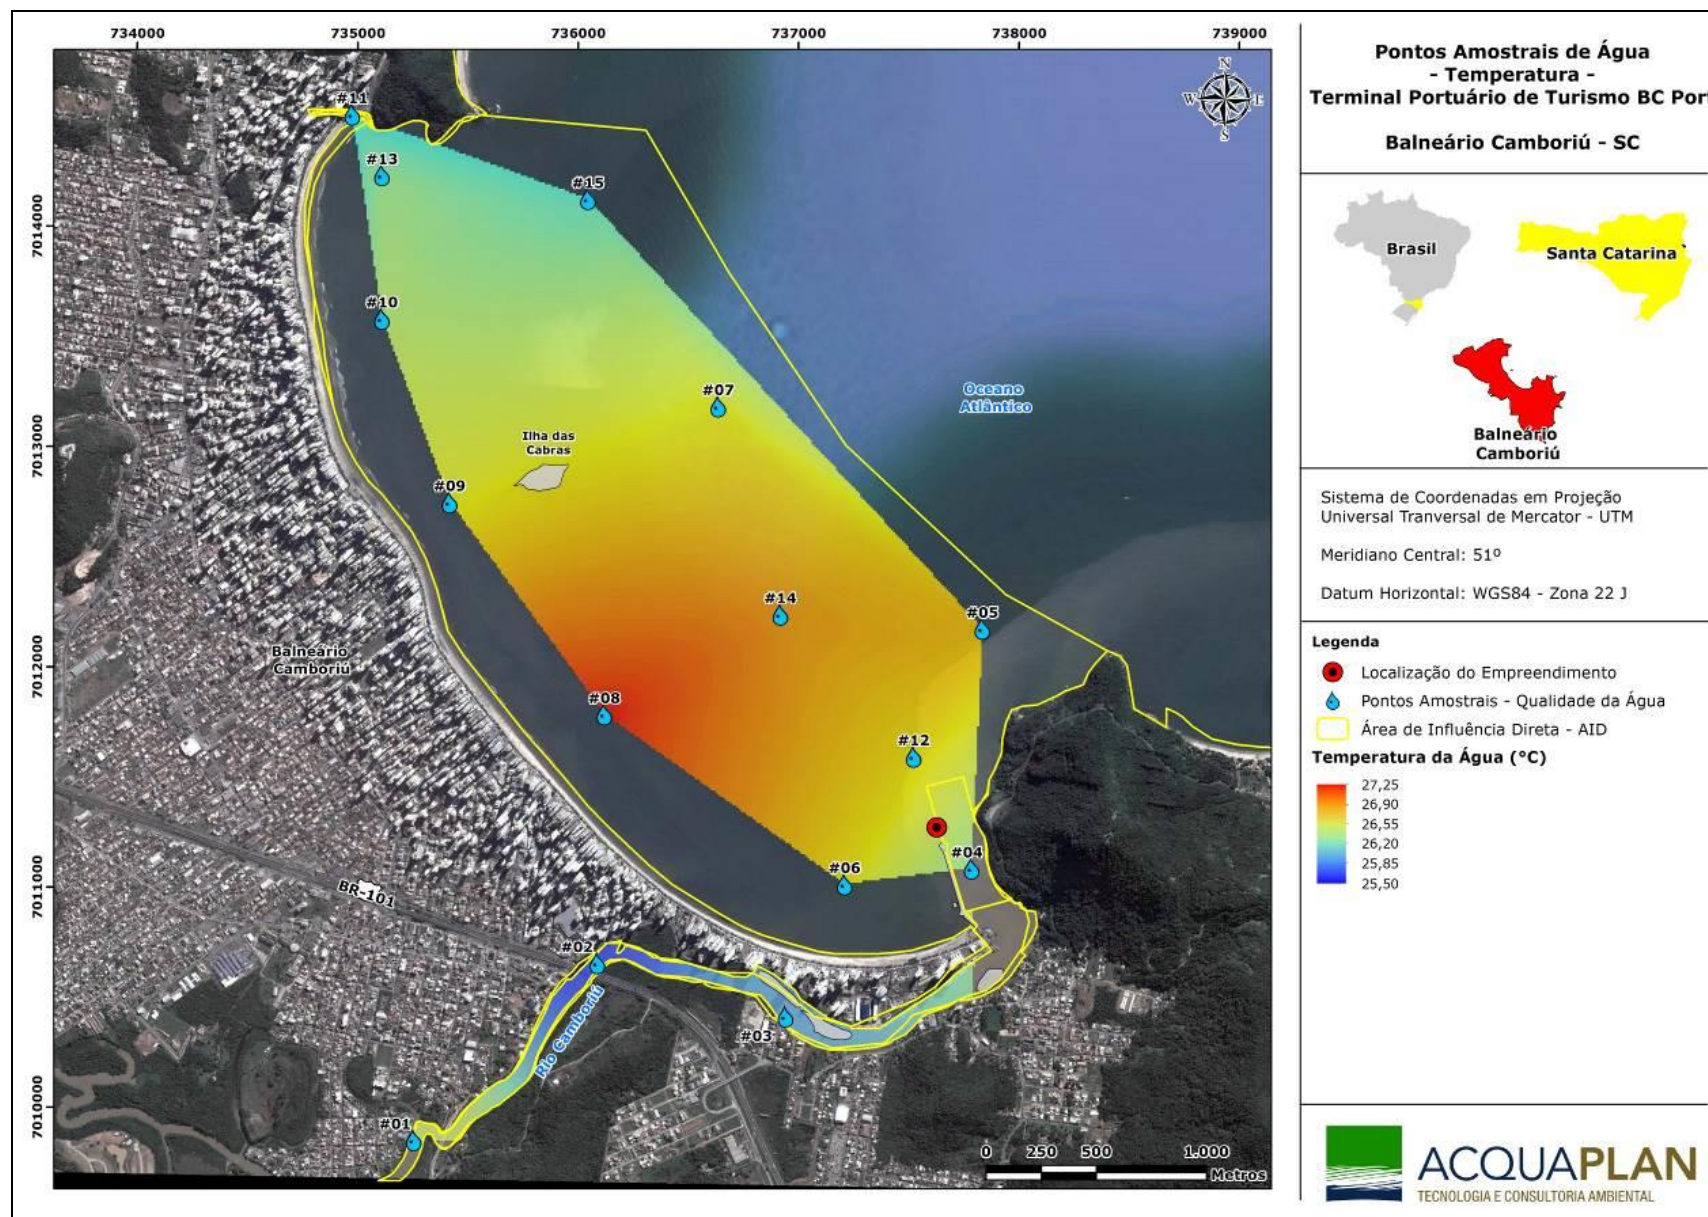 734000
735000
736000
737000
738000
739000
7014000
7013000
7012000
7011000
7010000
N
W
E
S
#11
#13
#15
#10
#07
Oceano
Atlântico
Ilha das
Cabras
#09
#14
#05
Balneário
Camboriú
#08
#12
#04
#06
BR-101
#02
#03
Rio Camboriú
#01
0
250
500
1.000
Metros
Pontos Amostrais de Água
- Temperatura -
Terminal Portuário de Turismo BC Por
Balneário Camboriú - SC
Brasil
Santa Catarina
Balneário
Camboriú
Sistema de Coordenadas em Projeção
Universal Tranversal de Mercator - UTM
Meridiano Central: 51º
Datum Horizontal: WGS84 - Zona 22 J
Legenda
Localização do Empreendimento
Pontos Amostrais - Qualidade da Água
Área de Influência Direta - AID
Temperatura da Água (°C)
27,25
26,90
26,55
26,20
25,85
25,50
ACQUAPLAN
TECNOLOGIA E CONSULTORIA AMBIENTAL